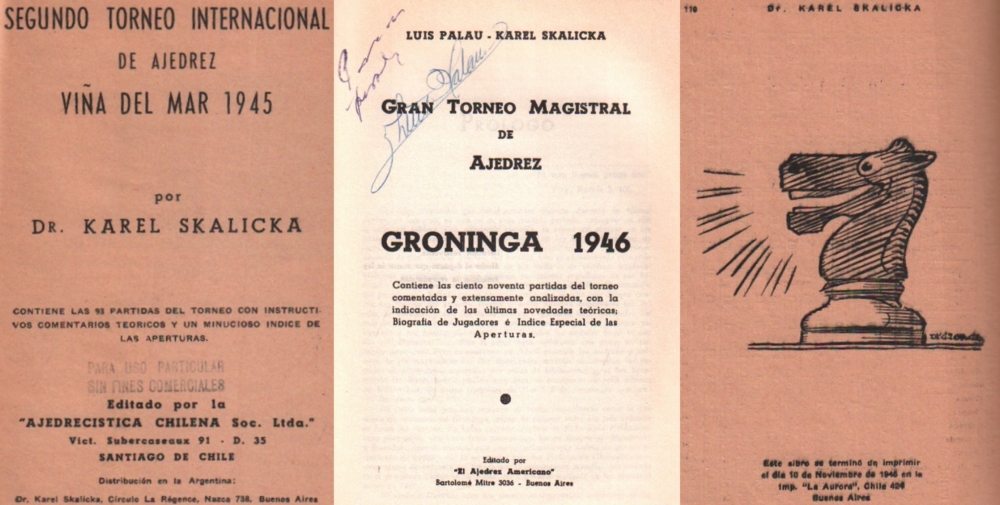 SEGUNDO TORNEO INTERNACIONAL
DE AJEDREZ
VIÑA DEL MAR 1945
por
DR. KAREL SKALICKA
CONTIENE LAS 93 PARTIDAS DEL TORNEO CON INSTRUCTI-
VOS COMENTARIOS TEORICOS Y UN MINUCIOSO INDICE DE
LAS APERTURAS.
PARA USO PARTICULAR
SIN FINES COMERCIALES
Editado por la
"AJEDRECISTICA CHILENA Soc. Ltda."
Vict. Subercaseaux 91 - D. 35
SANTIAGO DE CHILE
Distribución en la Argentina:
Dr. Karel Skalicka, Círculo La Régence, Nazca 738, Buenos Aires
LUIS PALAU - KAREL SKALICKA
Luis Palau
GRAN TORNEO MAGISTRAL
DE
AJEDREZ
GRONINGA 1946
Contiene las ciento noventa partidas del torneo
comentadas y extensamente analizadas, con la
indicación de las últimas novedades teóricas;
Biografía de Jugadores é Indice Especial de las
Aperturas.
Editado por
"El Ajedrez Americano"
Bartolomé Mitre 3036 - Buenos Aires
110 DR. KAREL SKALICKA
Este libro se terminó de imprimir
el día 10 de Noviembre de 1945 en la
Imp. "La Aurora", Chile 424
Buenos Aires